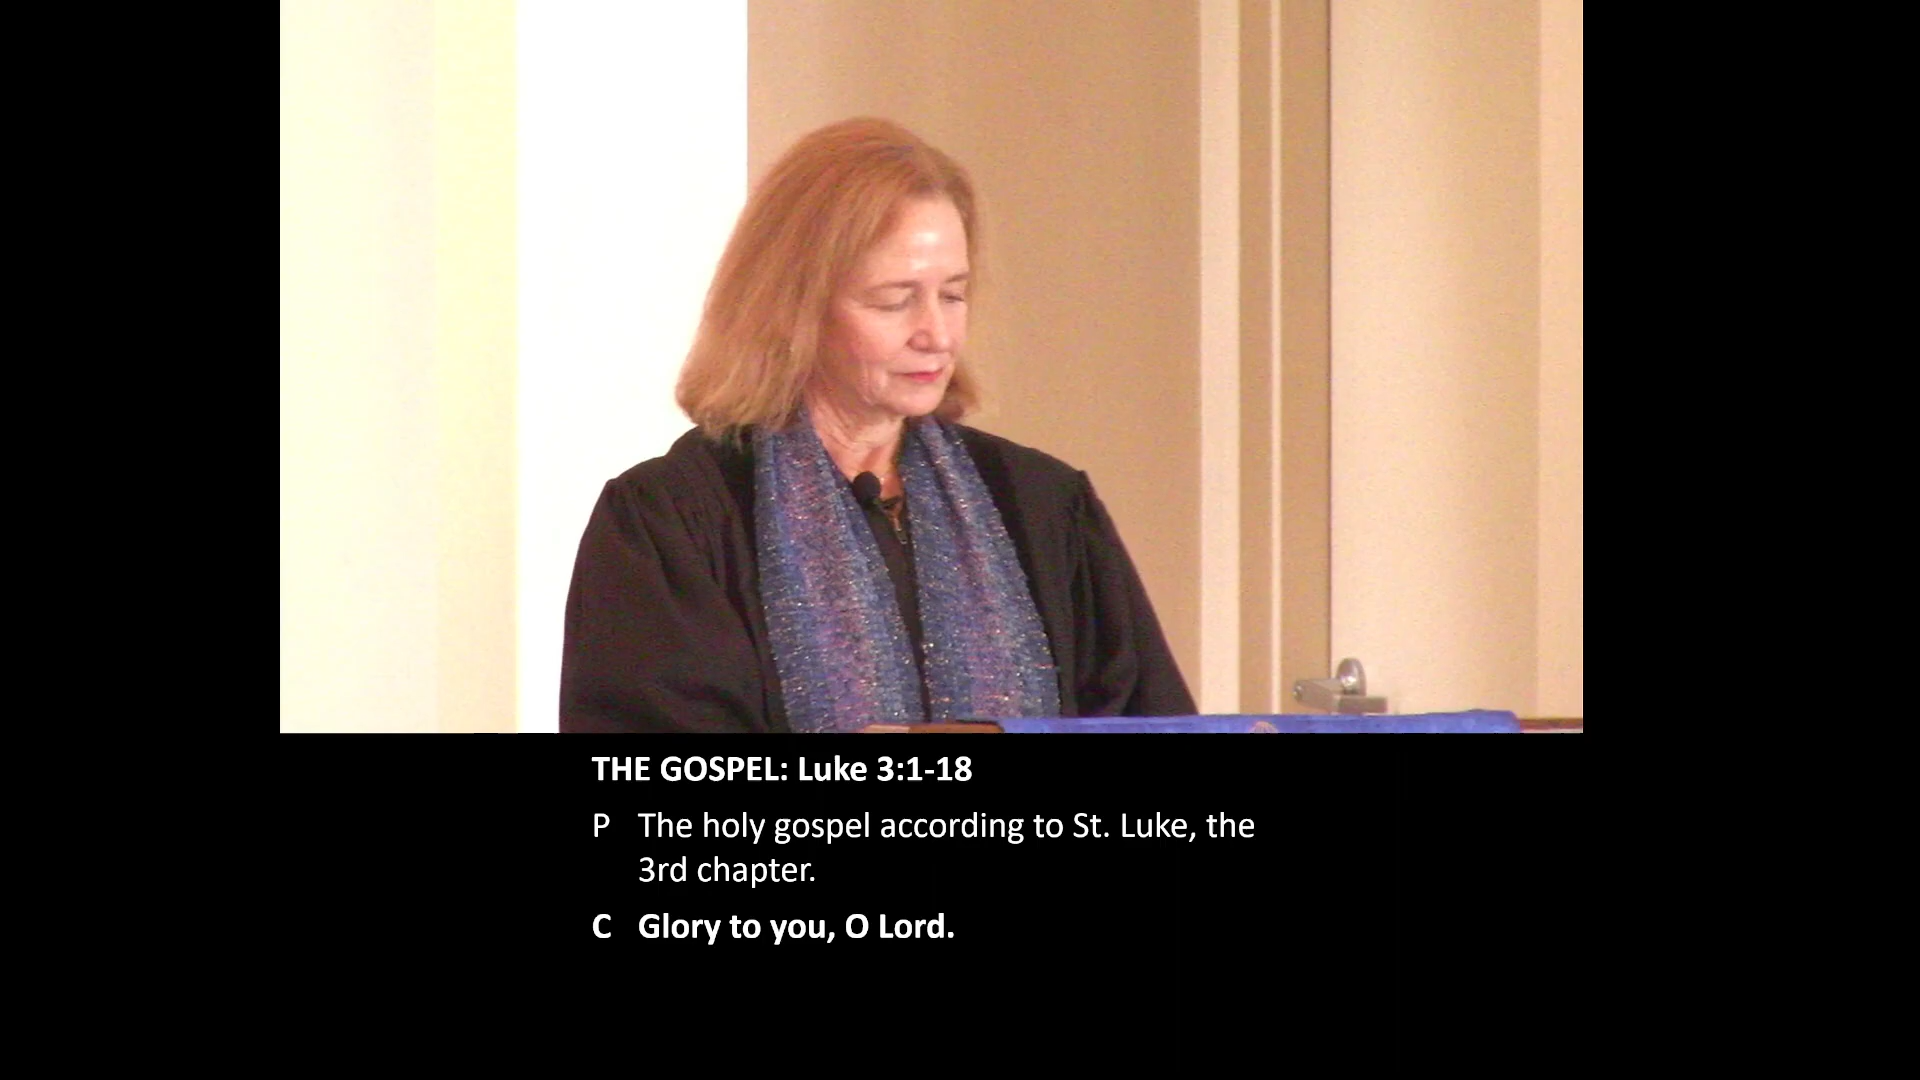 THE GOSPEL: Luke 3:1-18
P The holy gospel according to St. Luke, the
3rd chapter.
C Glory to you, O Lord.